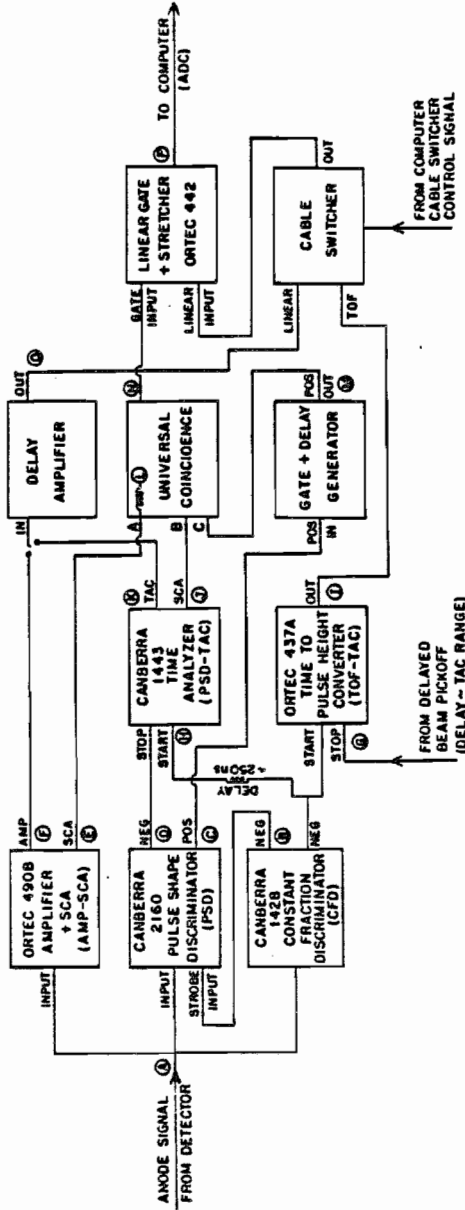 ANODE SIGNAL
FROM DETECTOR
A
INPUT
ORTEC 490B
AMPLIFIER
+ SCA
(AMP-SCA)
AMP
F
SCA
E
INPUT
STROBE
INPUT
CANBERRA
2160
PULSE SHAPE
DISCRIMINATOR
(PSD)
NEG
D
POS
C
CANBERRA
1428
CONSTANT
FRACTION
DISCRIMINATOR
(CFD)
NEG
B
NEG
DELAY
~250ns
STOP
START
H
CANBERRA
1443
TIME
ANALYZER
(PSD-TAC)
K
TAC
SCA
J
START
STOP
G
ORTEC 437A
TIME TO
PULSE HEIGHT
CONVERTER
(TOF-TAC)
OUT
I
FROM DELAYED
BEAM PICKOFF
(DELAY ~ TAC RANGE)
IN
DELAY
AMPLIFIER
OUT
O
A
L
B
C
UNIVERSAL
COINCIDENCE
N
POS
IN
GATE + DELAY
GENERATOR
POS
OUT
M
GATE
INPUT
LINEAR
INPUT
LINEAR GATE
+ STRETCHER
ORTEC 442
P
TO COMPUTER
(ADC)
LINEAR
TOF
CABLE
SWITCHER
OUT
FROM COMPUTER
CABLE SWITCHER
CONTROL SIGNAL